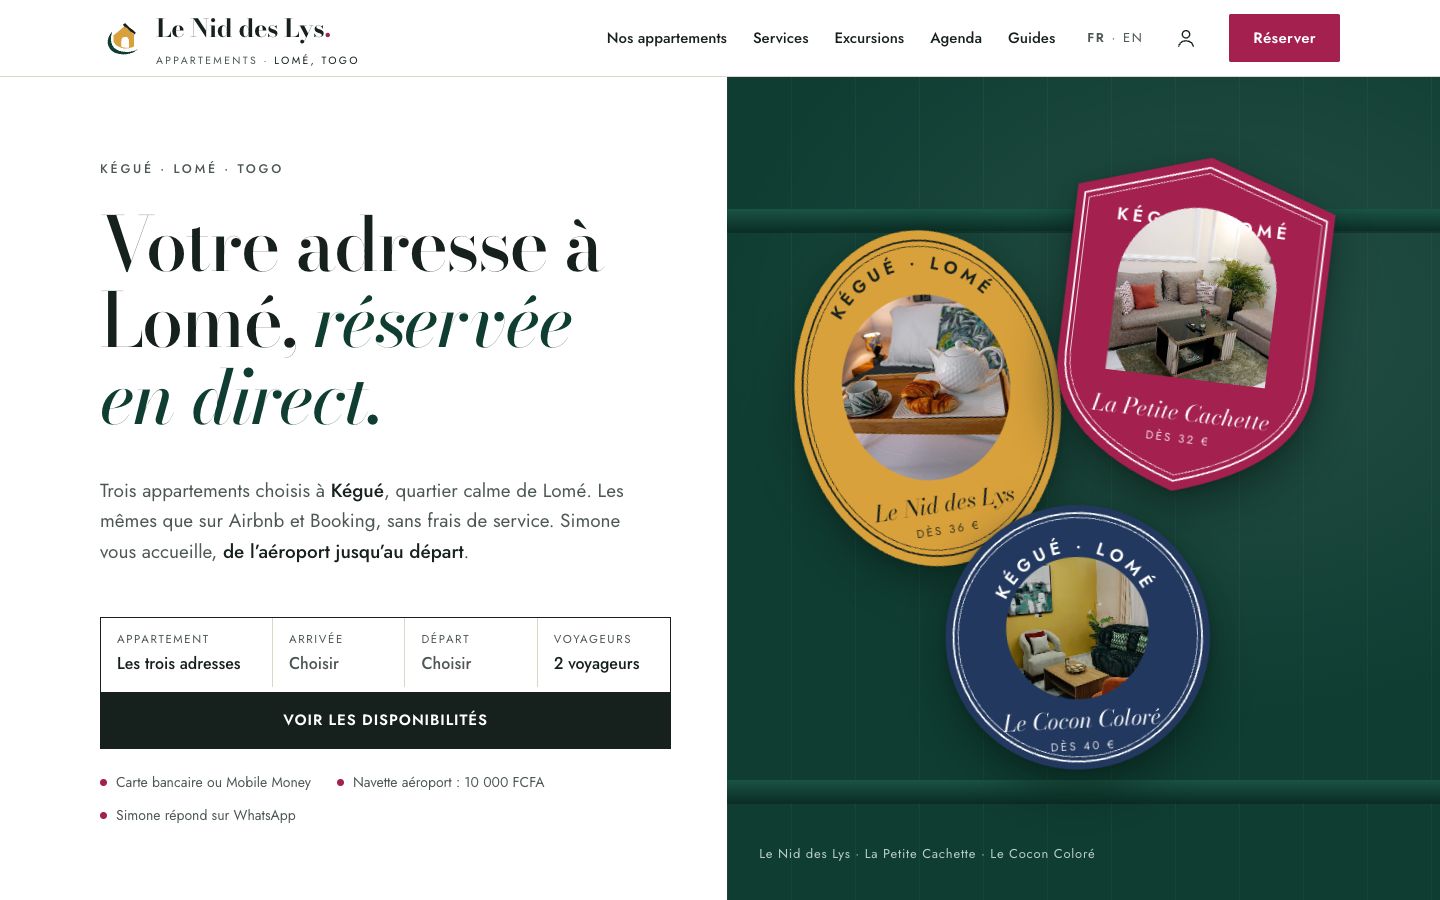 Le Nid des Lys.
APPARTEMENTS · LOMÉ, TOGO
Nos appartements
Services
Excursions
Agenda
Guides
FR · EN
Réserver
KÉGUÉ · LOMÉ · TOGO
Votre adresse à
Lomé, réservée
en direct.
Trois appartements choisis à Kégué, quartier calme de Lomé. Les
mêmes que sur Airbnb et Booking, sans frais de service. Simone
vous accueille, de l’aéroport jusqu’au départ.
APPARTEMENT
Les trois adresses
ARRIVÉE
Choisir
DÉPART
Choisir
VOYAGEURS
2 voyageurs
VOIR LES DISPONIBILITÉS
Carte bancaire ou Mobile Money
Navette aéroport : 10 000 FCFA
Simone répond sur WhatsApp
KÉGUÉ · LOMÉ
Le Nid des Lys
DÈS 36 €
La Petite Cachette
DÈS 32 €
KÉGUÉ · LOMÉ
Le Cocon Coloré
DÈS 40 €
Le Nid des Lys · La Petite Cachette · Le Cocon Coloré